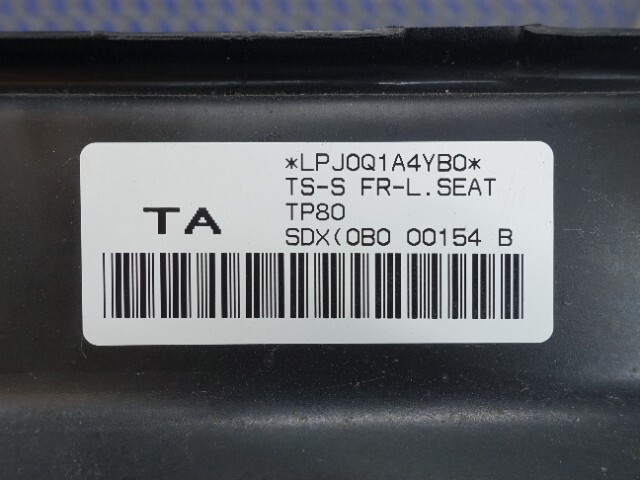 *LPJ0Q1A4YB0*
TS-S FR-L.SEAT
TA
TP80
SDX(0B0 00154 B